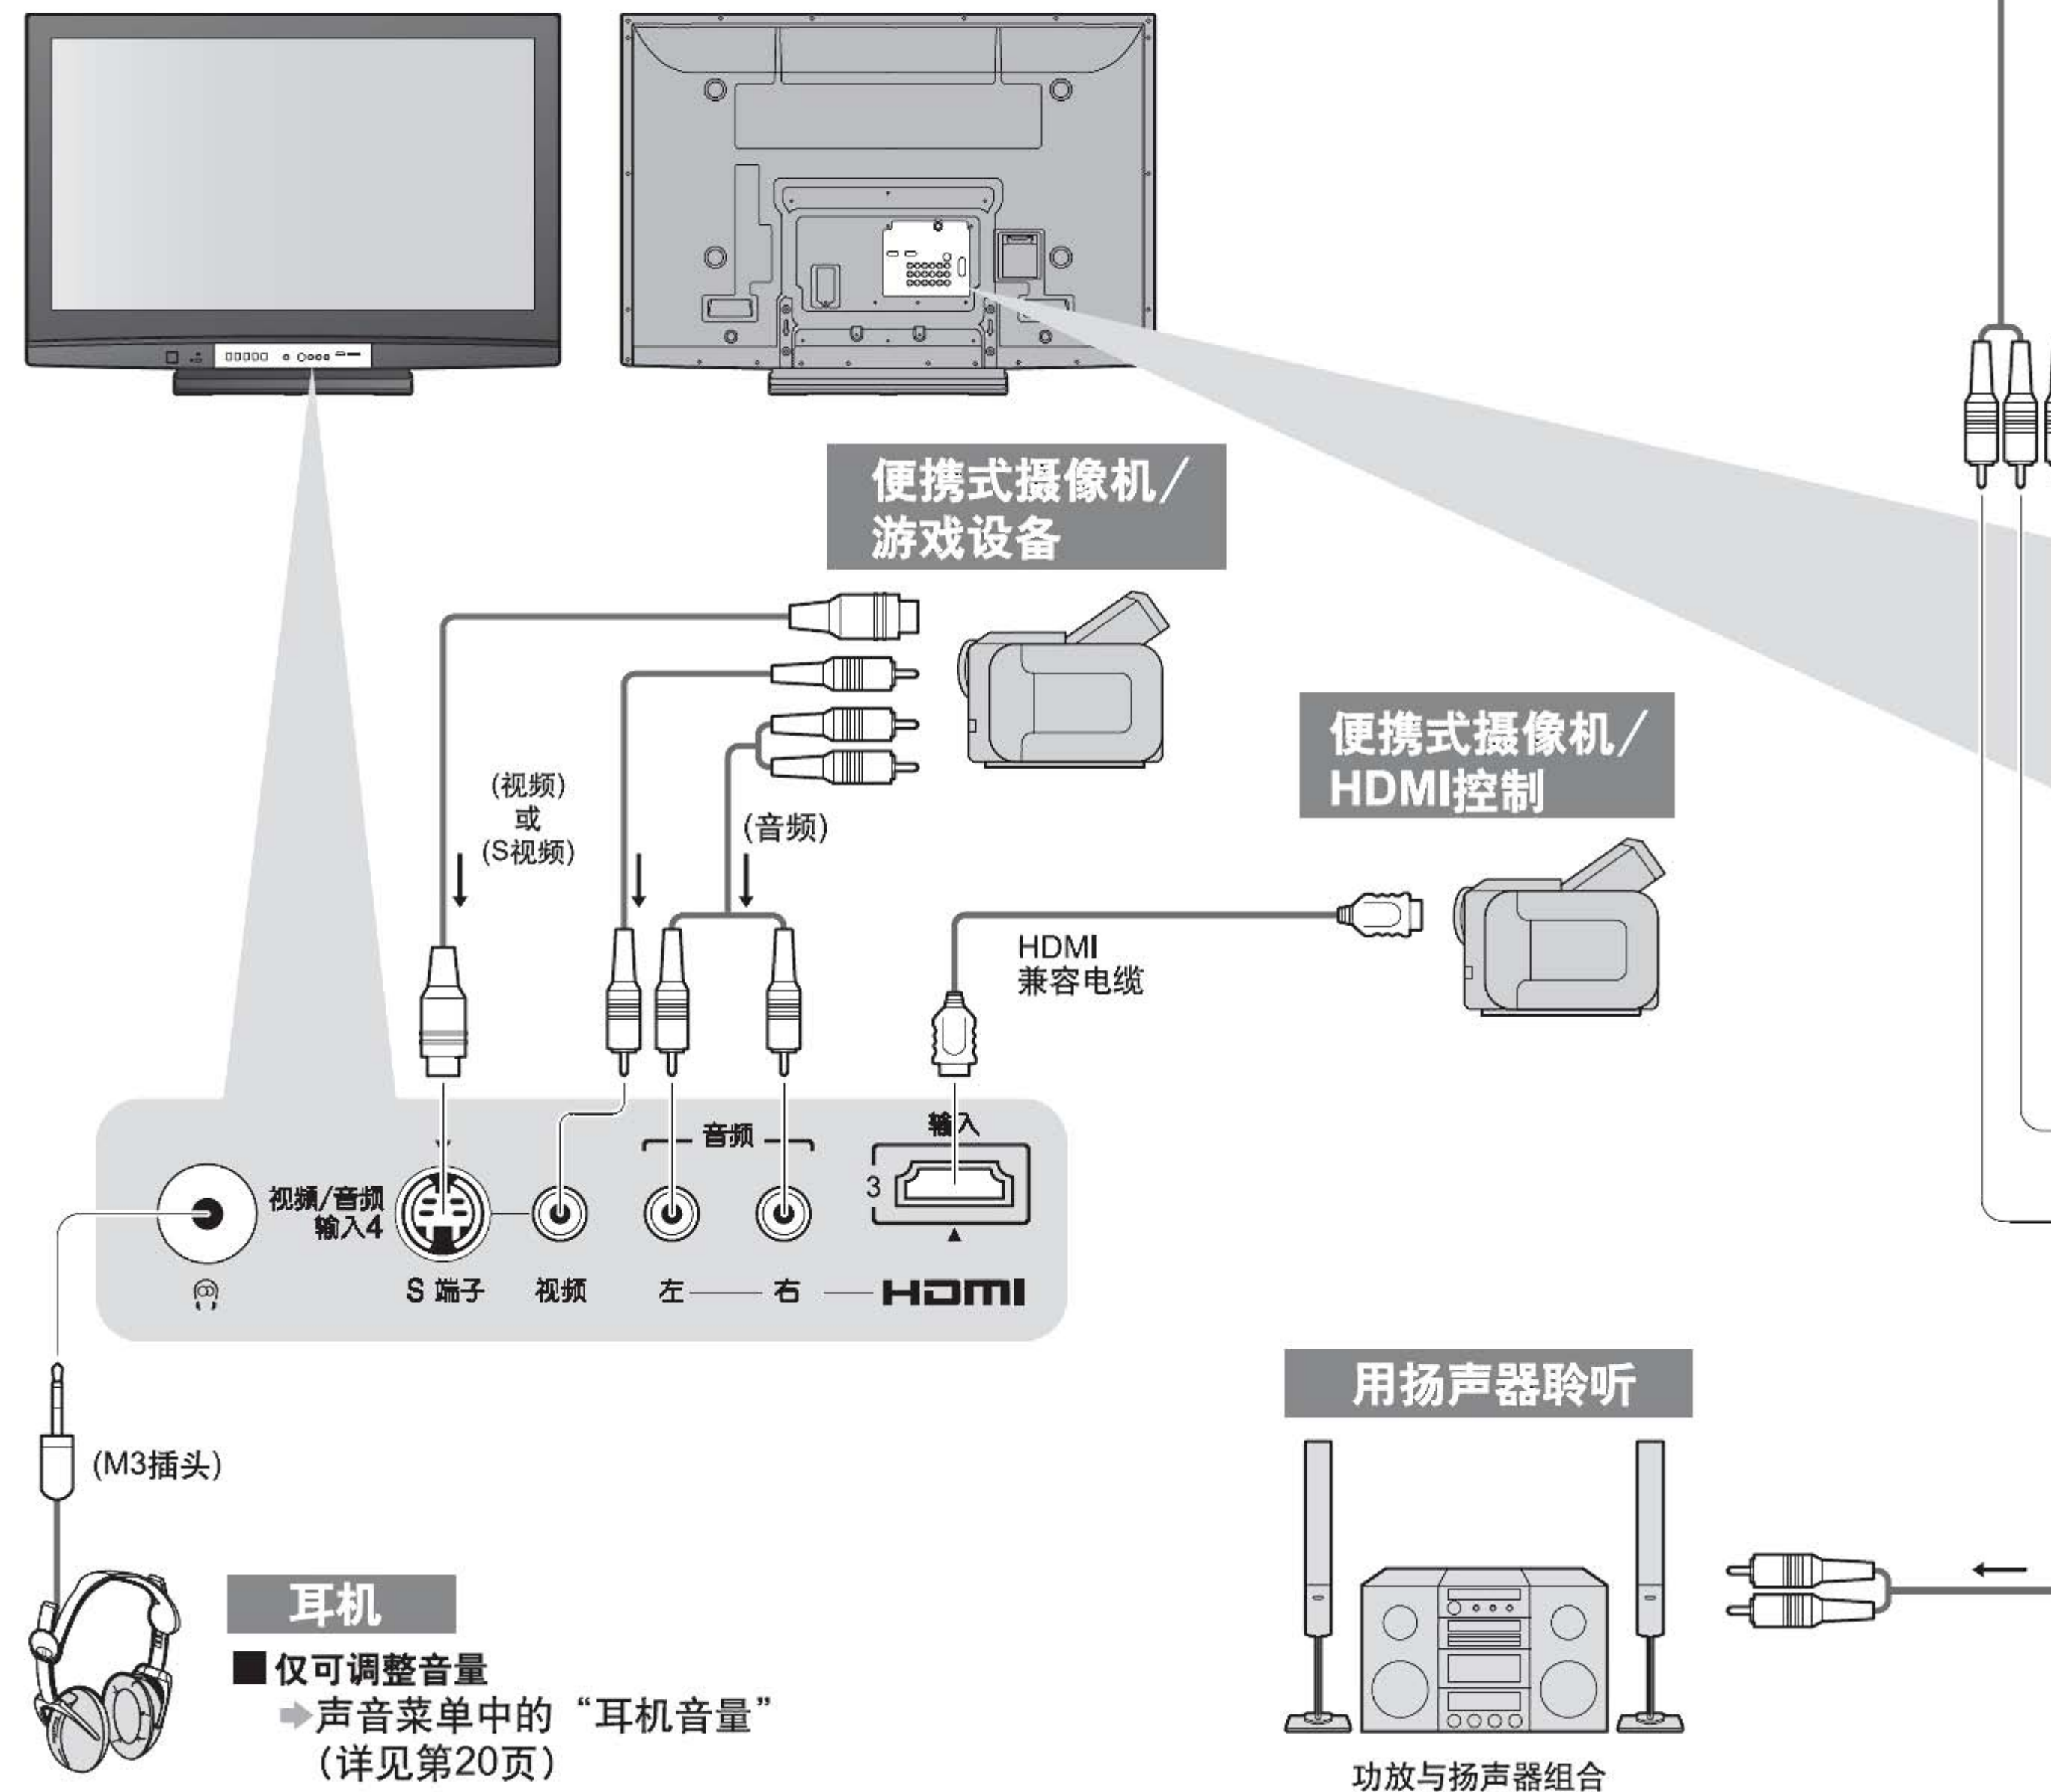 便携式摄像机/
游戏设备
便携式摄像机/
HDMI控制
(视频)
或
(S视频)
(音频)
HDMI
兼容电缆
音频
输入
视频/音频
输入4
3
S 端子
视频
左
右
HDMI
(M3插头)
耳机
■仅可调整音量
声音菜单中的“耳机音量”
(详见第20页)
用扬声器聆听
功放与扬声器组合